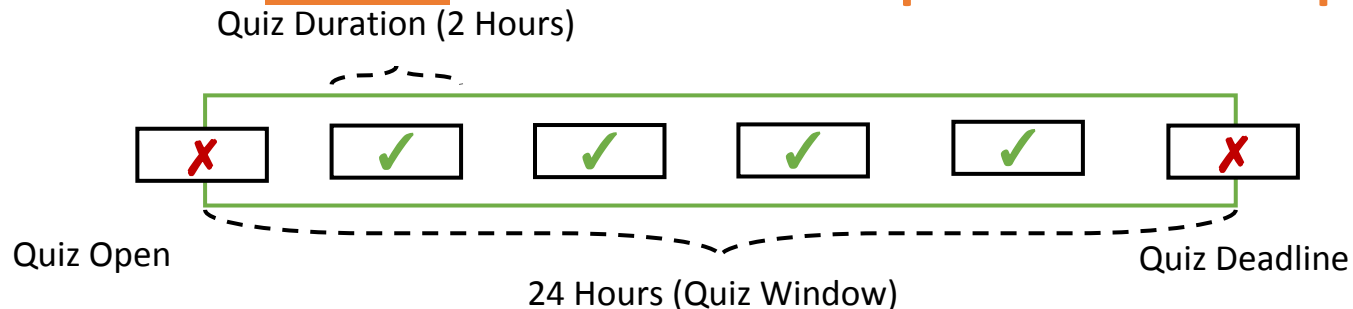 Quiz Duration (2 Hours)
✗ ✓ ✓ ✓ ✓ ✗
Quiz Open
Quiz Deadline
24 Hours (Quiz Window)